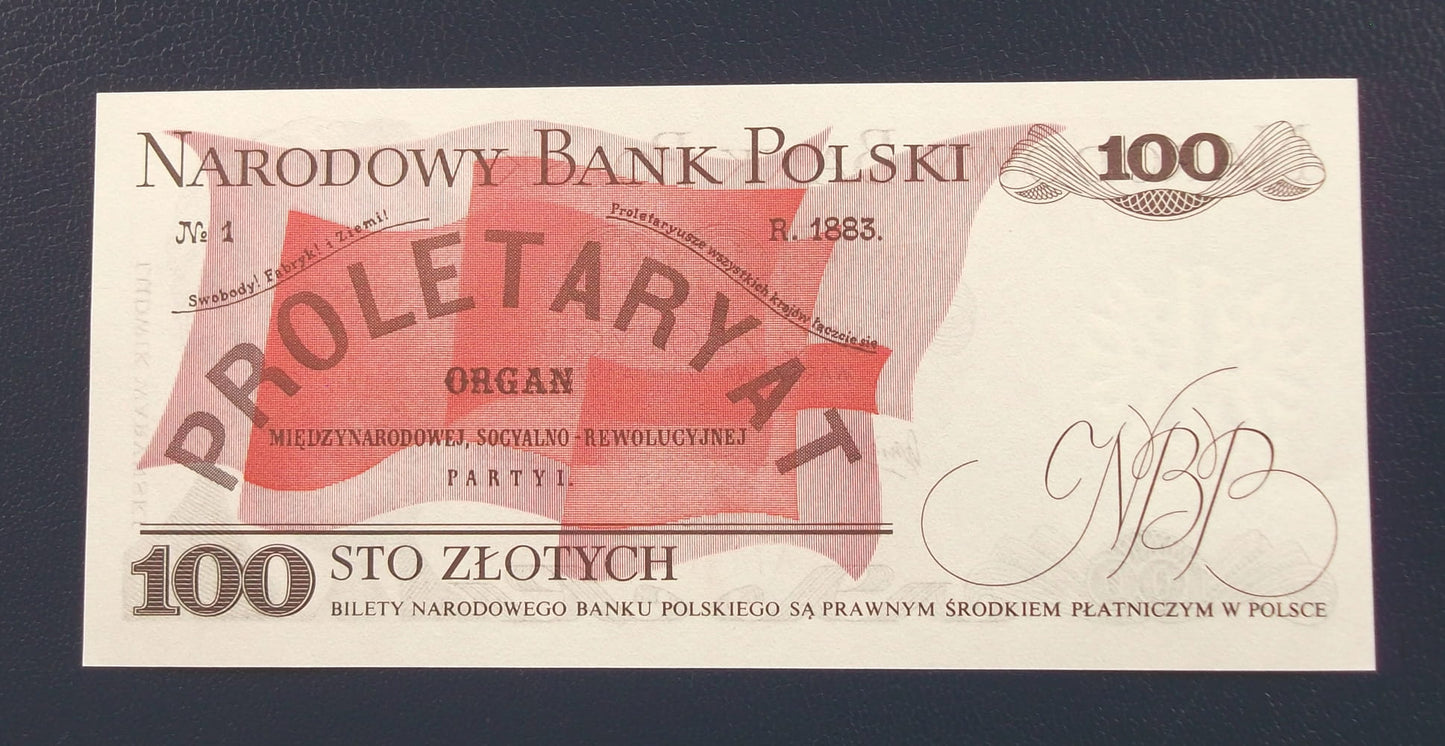 NARODOWY BANK POLSKI
100
№ 1
Swobody! Fabryk! i Ziemi!
Proletaryusze wszystkich krajów łączcie się
R. 1883.
PROLETARYAT
ORGAN
MIĘDZYNARODOWEJ, SOCYALNO-REWOLUCYJNEJ
PARTYI.
NBP
100 STO ZŁOTYCH
BILETY NARODOWEGO BANKU POLSKIEGO SĄ PRAWNYM ŚRODKIEM PŁATNICZYM W POLSCE